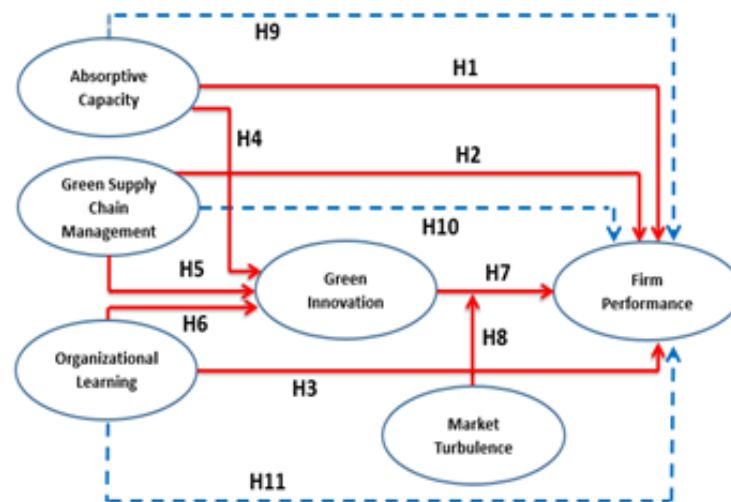 H9
Absorptive
Capacity
H1
H4
H2
Green Supply
Chain
Management
H10
H5
Green
Innovation
H7
Firm
Performance
H6
H8
Organizational
Learning
H3
Market
Turbulence
H11